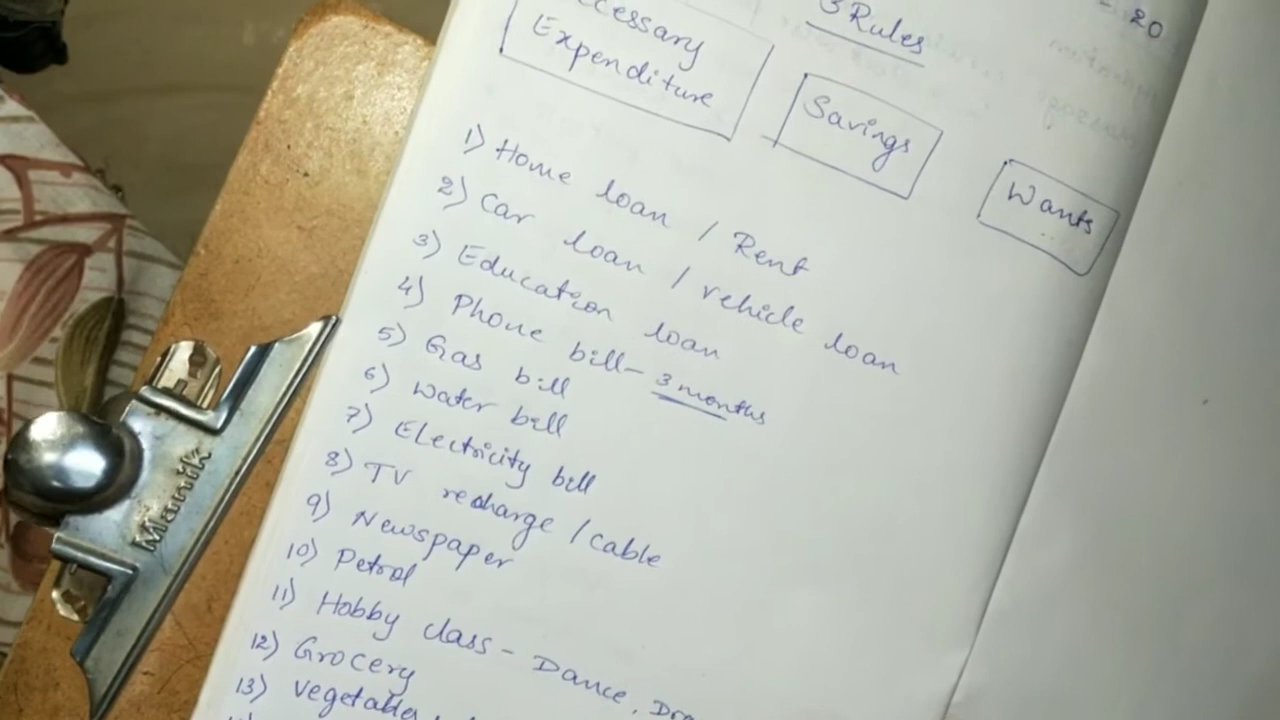 - 20
3 Rules
Expenditure
Savings
Wants
1) Home loan / Rent
2) Car loan / vehicle loan
3) Education loan
4) Phone bill - 3 months
5) Gas bill
6) Water bill
7) Electricity bill
8) TV recharge / cable
9) Newspaper
10) Petrol
11) Hobby class - Dance,
12) Grocery
13)
Manik